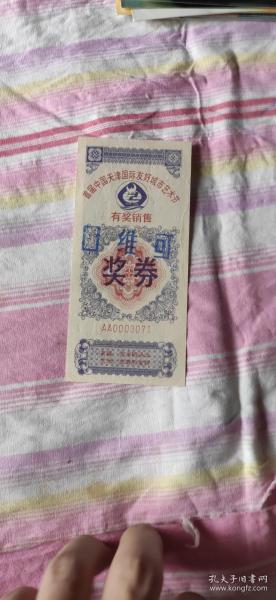 首届中国天津国际友好城市艺术节
有奖销售
维可
奖券
AA0003071
孔夫子旧书网
www.kongfz.com